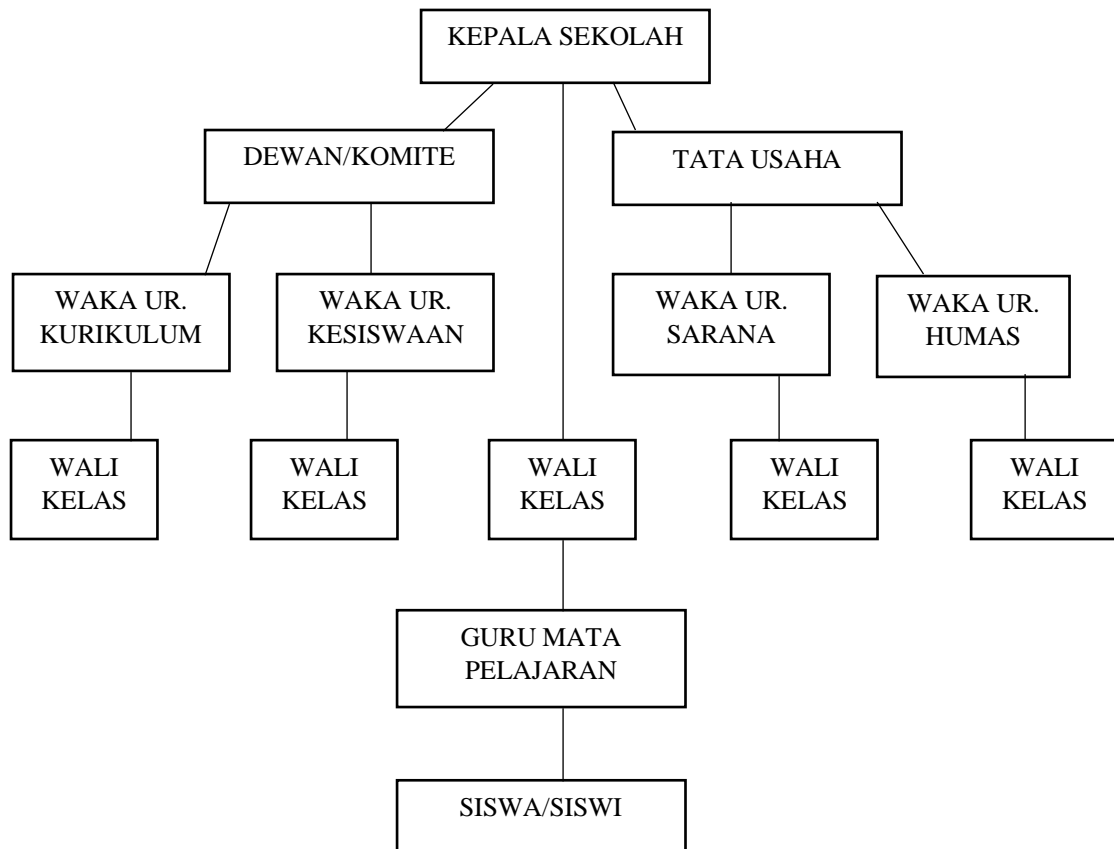 KEPALA SEKOLAH
DEWAN/KOMITE
TATA USAHA
WAKA UR.
KURIKULUM
WAKA UR.
KESISWAAN
WAKA UR.
SARANA
WAKA UR.
HUMAS
WALI
KELAS
WALI
KELAS
WALI
KELAS
WALI
KELAS
WALI
KELAS
GURU MATA
PELAJARAN
SISWA/SISWI